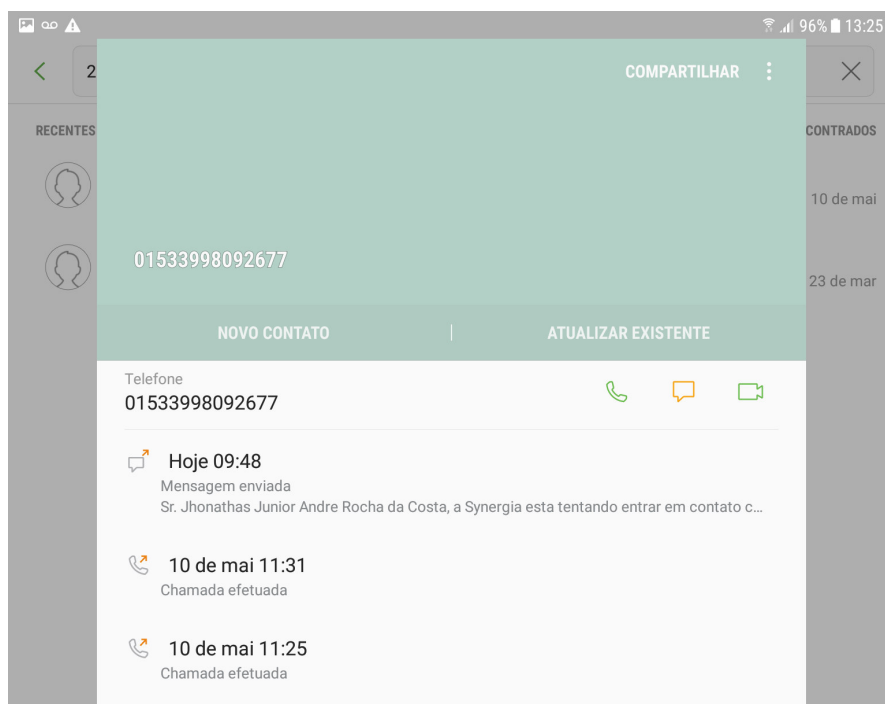 96% 13:25
2
COMPARTILHAR
RECENTES
CONTRADOS
10 de mai
01533998092677
23 de mar
NOVO CONTATO
ATUALIZAR EXISTENTE
Telefone
01533998092677
Hoje 09:48
Mensagem enviada
Sr. Jhonathas Junior Andre Rocha da Costa, a Synergia esta tentando entrar em contato c...
10 de mai 11:31
Chamada efetuada
10 de mai 11:25
Chamada efetuada